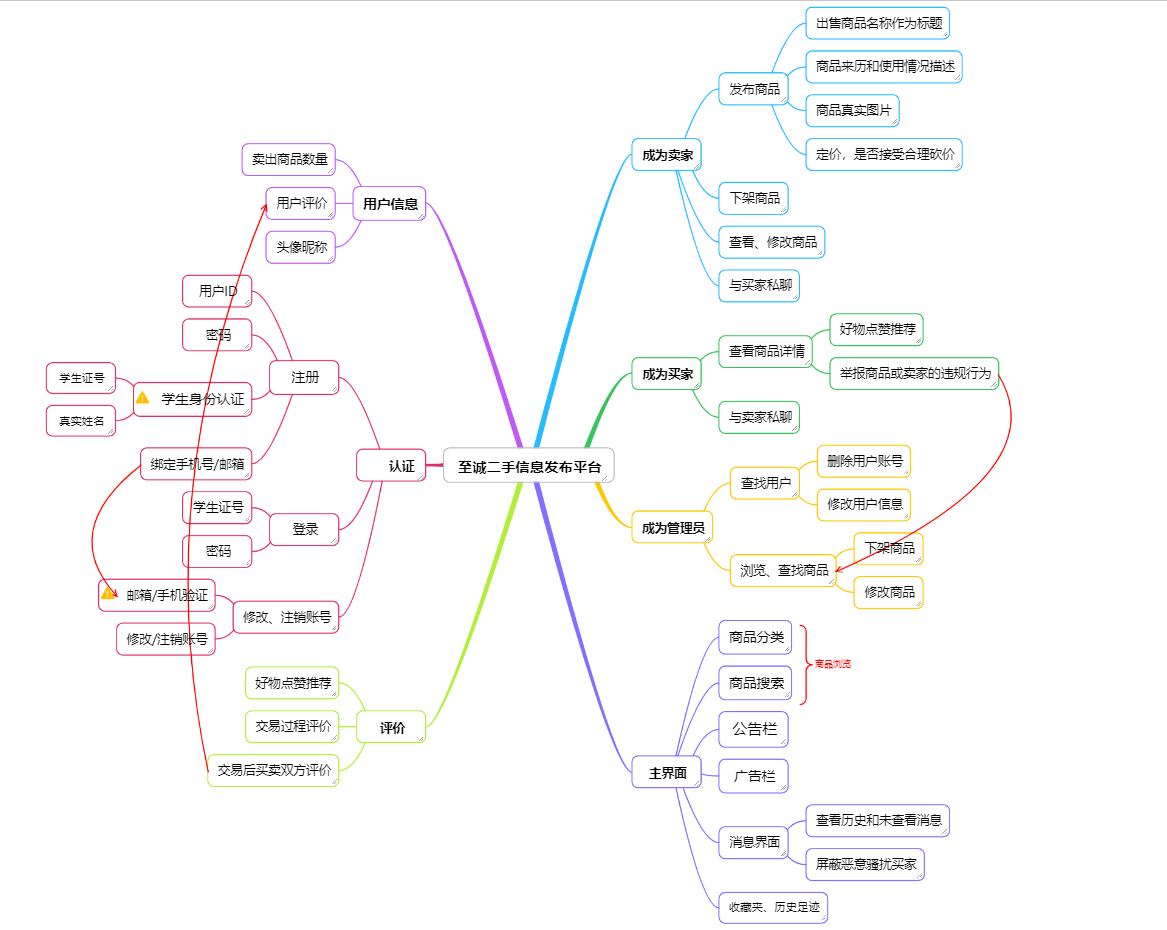 至诚二手信息发布平台
成为卖家
发布商品
出售商品名称作为标题
商品来历和使用情况描述
商品真实图片
定价，是否接受合理砍价
下架商品
查看、修改商品
与买家私聊
成为买家
查看商品详情
好物点赞推荐
举报商品或卖家的违规行为
与卖家私聊
成为管理员
查找用户
删除用户账号
修改用户信息
浏览、查找商品
下架商品
修改商品
主界面
商品分类
商品搜索
商品浏览
公告栏
广告栏
消息界面
查看历史和未查看消息
屏蔽恶意骚扰买家
收藏夹、历史足迹
用户信息
卖出商品数量
用户评价
头像昵称
认证
注册
用户ID
密码
学生身份认证
学生证号
真实姓名
绑定手机号/邮箱
登录
学生证号
密码
修改、注销账号
邮箱/手机验证
修改/注销账号
评价
好物点赞推荐
交易过程评价
交易后买卖双方评价